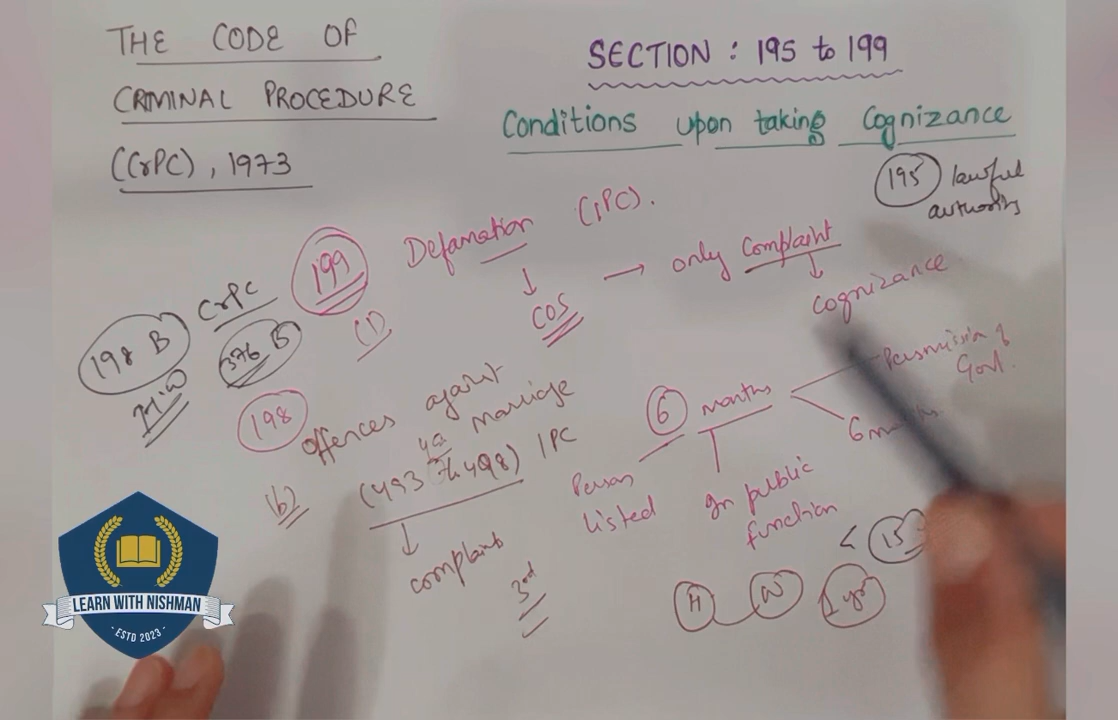 THE CODE OF
CRIMINAL PROCEDURE
(CrPC), 1973
SECTION : 195 to 199
Conditions upon taking Cognizance
195 lawful
authority
199 Defamation (IPC).
(1)
COS
only Complaint
Cognizance
198 B CrPC
376 B
H.W
198 offences against
marriage
(493 to 498) IPC
(b)
complaint
3rd
6 months
Permission of
Govt.
6 months
Person
listed
In public
function
< 15
H W 1 yr
LEARN WITH NISHMAN
- ESTD 2023 -